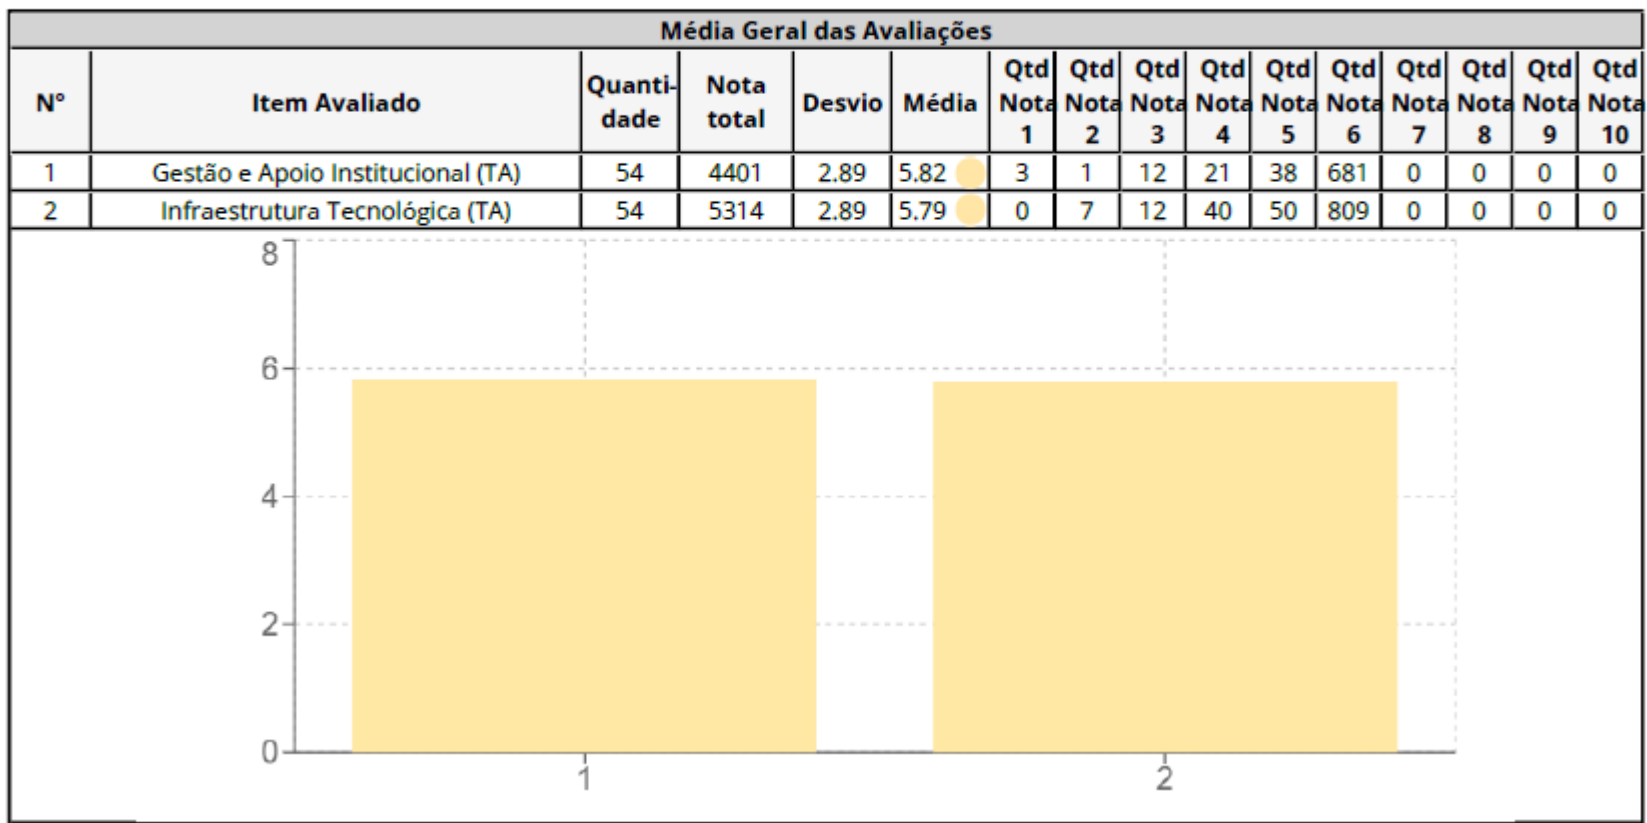 Média Geral das Avaliações
N° Item Avaliado Quanti-dade Nota total Desvio Média Qtd Nota 1 Qtd Nota 2 Qtd Nota 3 Qtd Nota 4 Qtd Nota 5 Qtd Nota 6 Qtd Nota 7 Qtd Nota 8 Qtd Nota 9 Qtd Nota 10
1 Gestão e Apoio Institucional (TA) 54 4401 2.89 5.82 3 1 12 21 38 681 0 0 0 0
2 Infraestrutura Tecnológica (TA) 54 5314 2.89 5.79 0 7 12 40 50 809 0 0 0 0
8
6
4
2
0
1 2